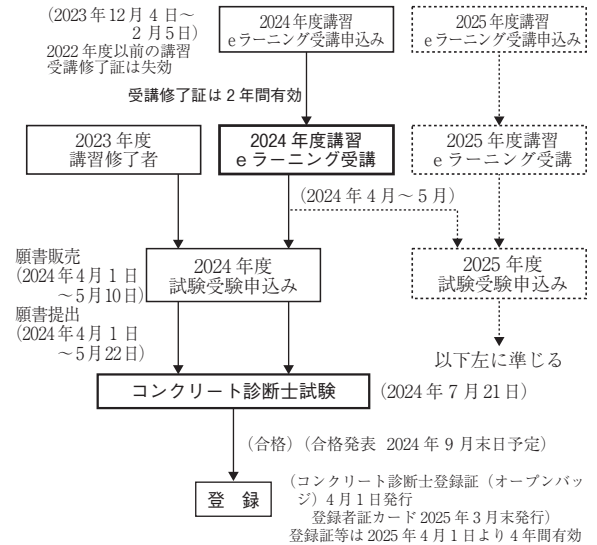 (2023年12月4日～
2月5日)
2022年度以前の講習
受講修了証は失効
2024年度講習
eラーニング受講申込み
2025年度講習
eラーニング受講申込み
受講修了証は2年間有効
2023年度
講習修了者
2024年度講習
eラーニング受講
2025年度講習
eラーニング受講
(2024年4月～5月)
願書販売
(2024年4月1日
～5月10日)
願書提出
(2024年4月1日
～5月22日)
2024年度
試験受験申込み
2025年度
試験受験申込み
以下左に準じる
コンクリート診断士試験
(2024年7月21日)
(合格)(合格発表 2024年9月末日予定)
登 録
(コンクリート診断士登録証（オープンバッ
ジ）4月1日発行
登録者証カード2025年3月末発行)
登録証等は2025年4月1日より4年間有効